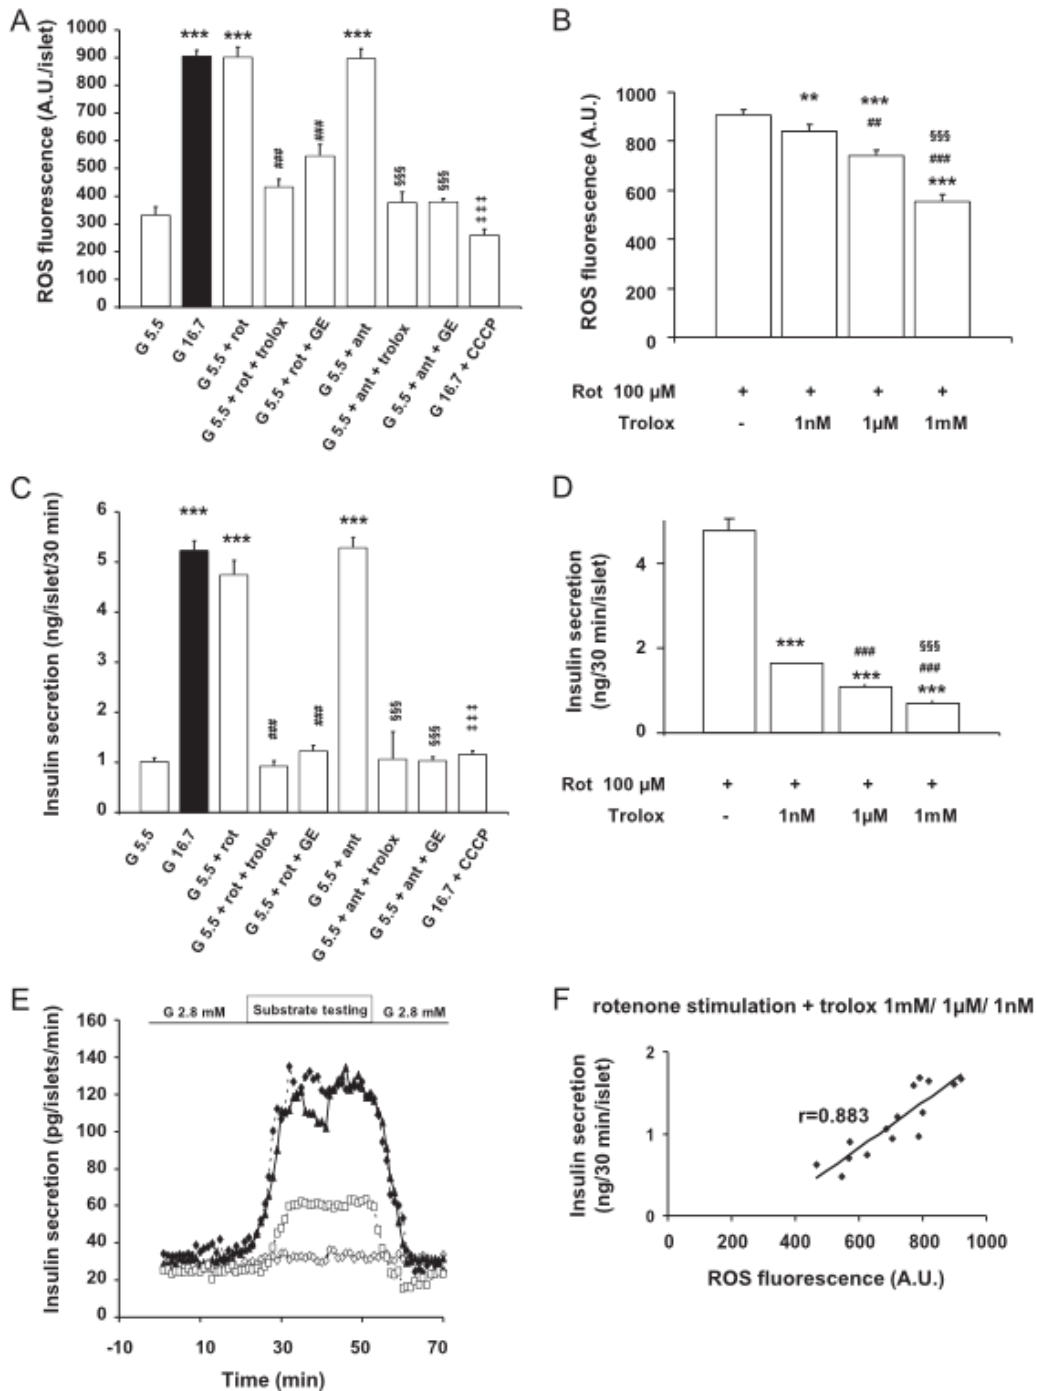 A
ROS fluorescence (A.U./islet)
1000
900
800
700
600
500
400
300
200
100
0
***
***
###
###
***
§§§
§§§
‡‡‡
G 5.5
G 16.7
G 5.5 + rot
G 5.5 + rot + trolox
G 5.5 + rot + GE
G 5.5 + ant
G 5.5 + ant + trolox
G 5.5 + ant + GE
G 16.7 + CCCP
B
ROS fluorescence (A.U.)
1000
800
600
400
200
0
**
***
##
§§§
###
***
Rot 100 µM + + + +
Trolox - 1nM 1µM 1mM
C
Insulin secretion (ng/islet/30 min)
6
5
4
3
2
1
0
***
***
###
###
***
§§§
§§§
‡‡‡
G 5.5
G 16.7
G 5.5 + rot
G 5.5 + rot + trolox
G 5.5 + rot + GE
G 5.5 + ant
G 5.5 + ant + trolox
G 5.5 + ant + GE
G 16.7 + CCCP
D
Insulin secretion
(ng/30 min/islet)
4
2
0
***
###
***
§§§
###
***
Rot 100 µM + + + +
Trolox - 1nM 1µM 1mM
E
G 2.8 mM Substrate testing G 2.8 mM
Insulin secretion (pg/islets/min)
160
140
120
100
80
60
40
20
0
-10 10 30 50 70
Time (min)
F
rotenone stimulation + trolox 1mM/ 1µM/ 1nM
Insulin secretion
(ng/30 min/islet)
2
1
0
r=0.883
0 200 400 600 800 1000
ROS fluorescence (A.U.)